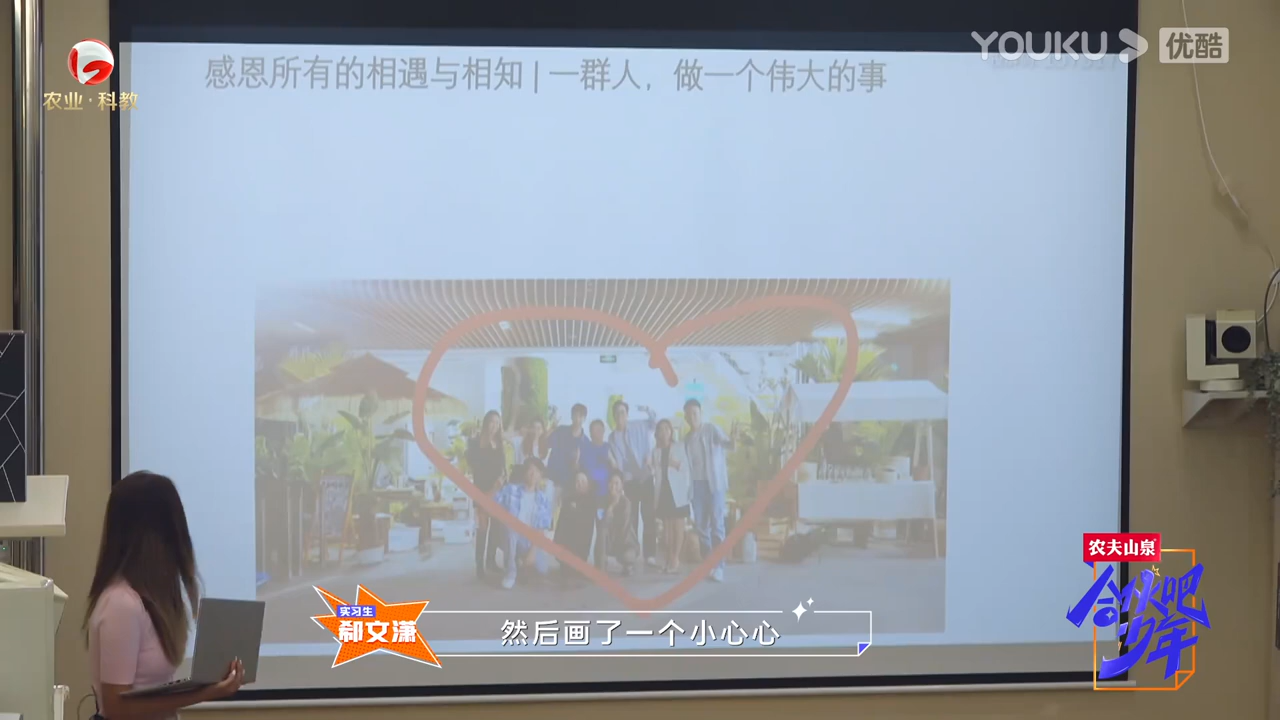 感恩所有的相遇与相知 | 一群人，做一个伟大的事
YOUKU 优酷
农业·科教
农夫山泉
合伙吧
少年
实习生
郗文潇
然后画了一个小心心